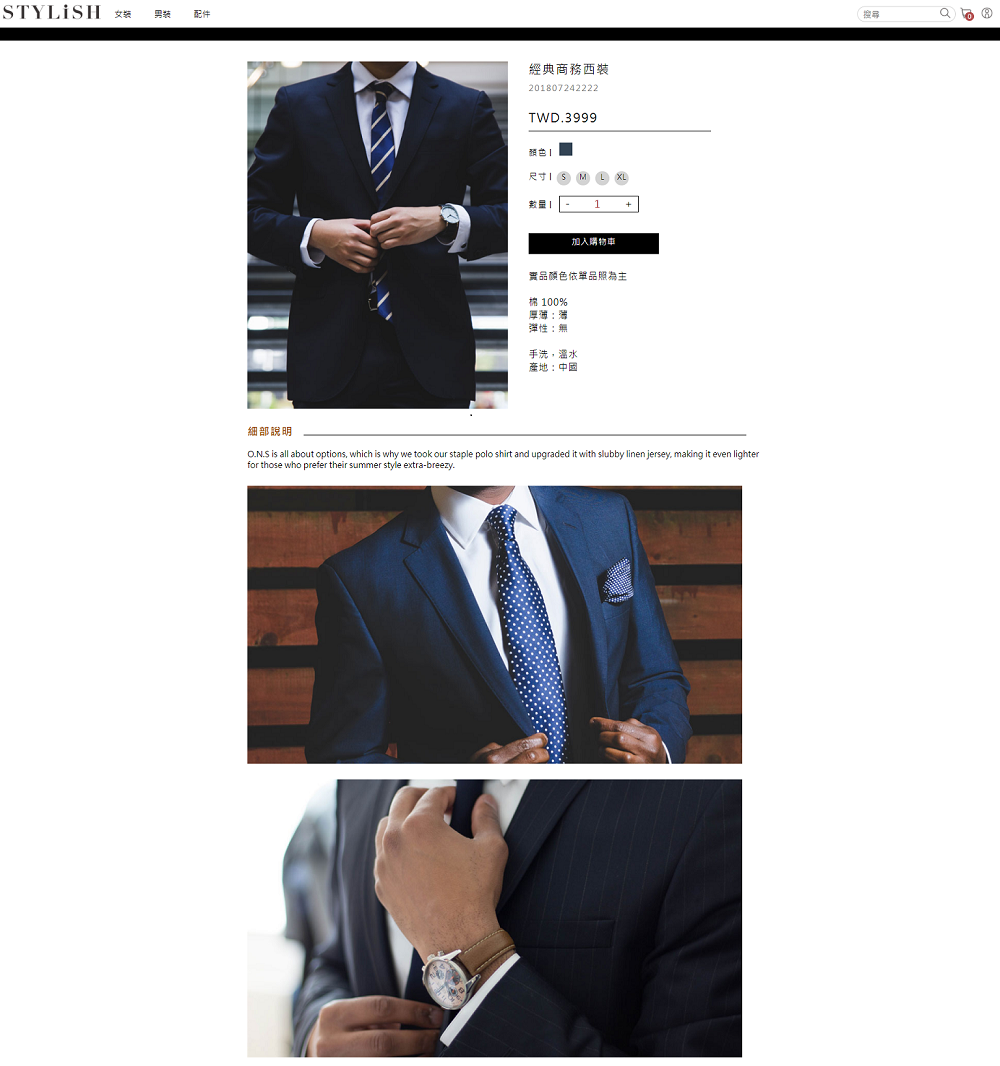 STYLiSH
女裝
男裝
配件
搜尋
0
經典商務西裝
201807242222
TWD.3999
顏色 |
尺寸 | S M L XL
數量 | - 1 +
加入購物車
實品顏色依單品照為主
棉 100%
厚薄：薄
彈性：無
手洗，溫水
產地：中國
細部說明
O.N.S is all about options, which is why we took our staple polo shirt and upgraded it with slubby linen jersey, making it even lighter
for those who prefer their summer style extra-breezy.